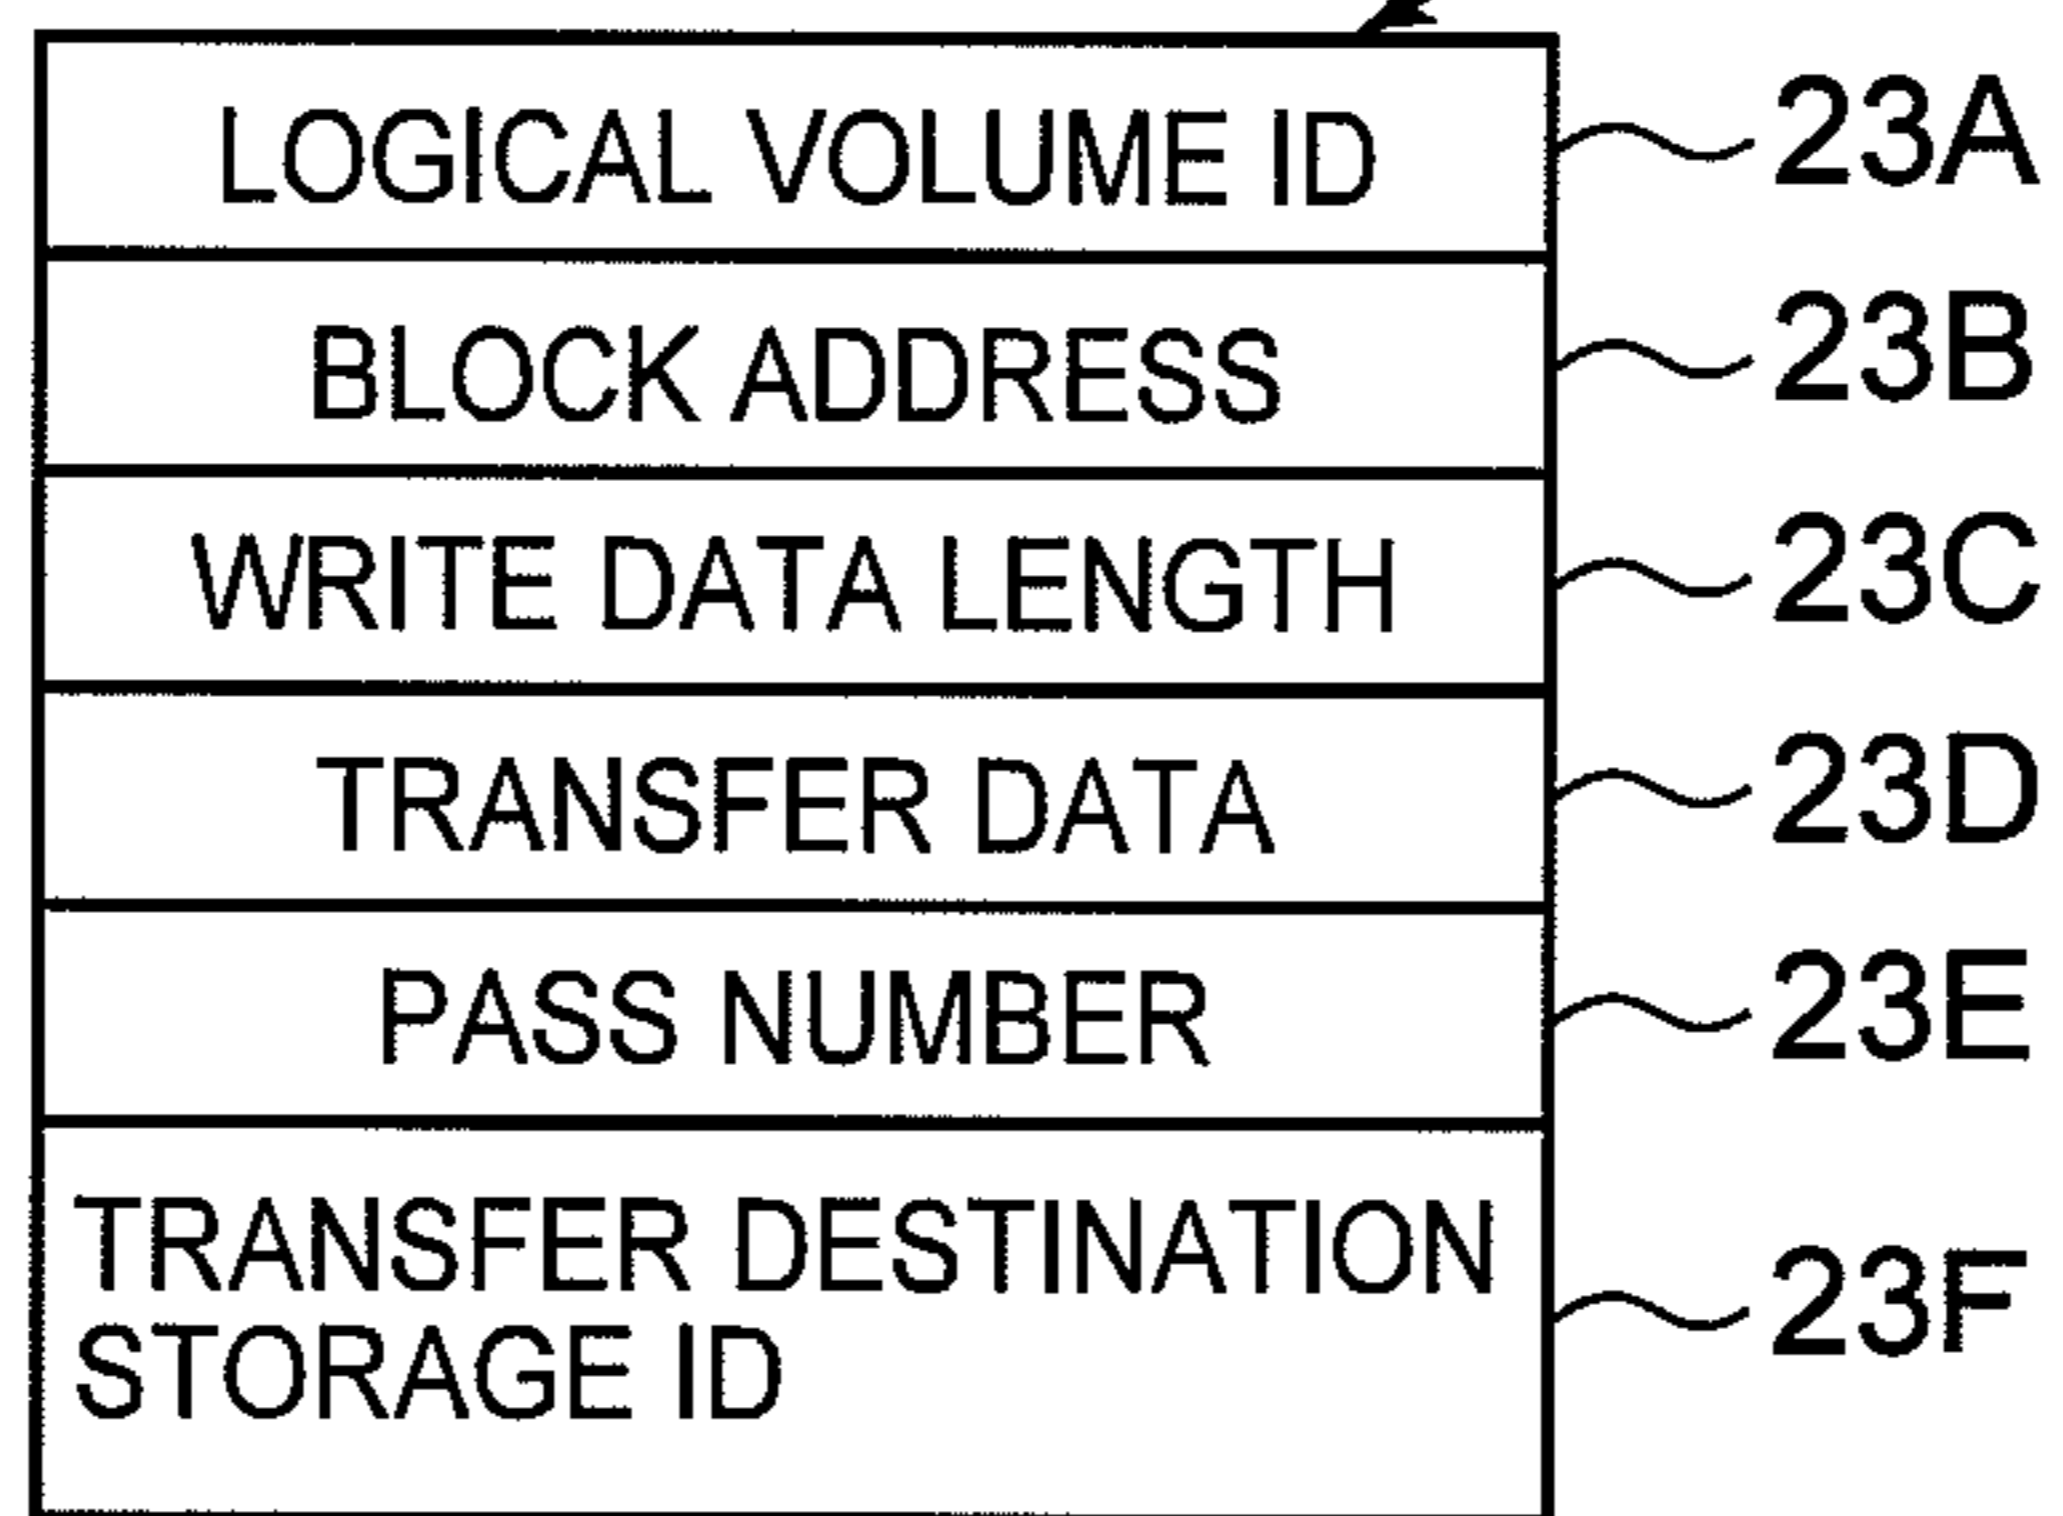 LOGICAL VOLUME ID 23A
BLOCK ADDRESS 23B
WRITE DATA LENGTH 23C
TRANSFER DATA 23D
PASS NUMBER 23E
TRANSFER DESTINATION
STORAGE ID
23F